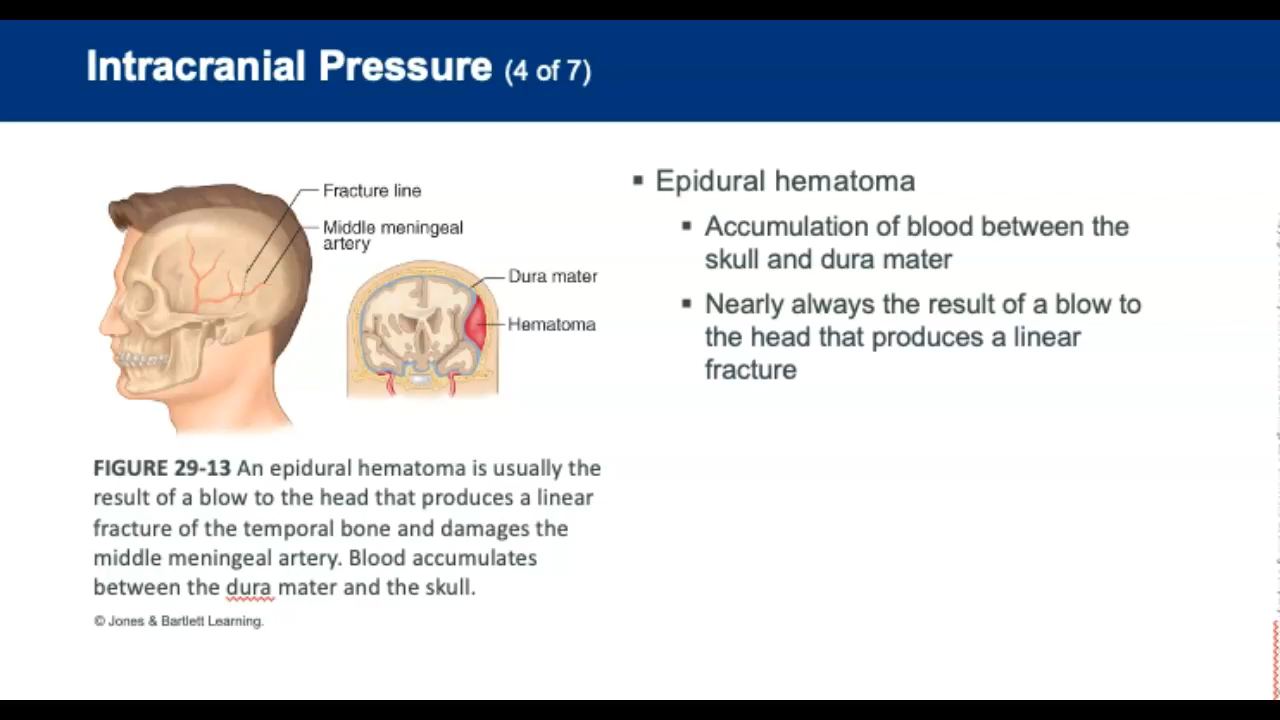 Intracranial Pressure (4 of 7)
Fracture line
Middle meningeal
artery
Dura mater
Hematoma
FIGURE 29-13 An epidural hematoma is usually the
result of a blow to the head that produces a linear
fracture of the temporal bone and damages the
middle meningeal artery. Blood accumulates
between the dura mater and the skull.
© Jones & Bartlett Learning.
▪ Epidural hematoma
▪ Accumulation of blood between the
skull and dura mater
▪ Nearly always the result of a blow to
the head that produces a linear
fracture